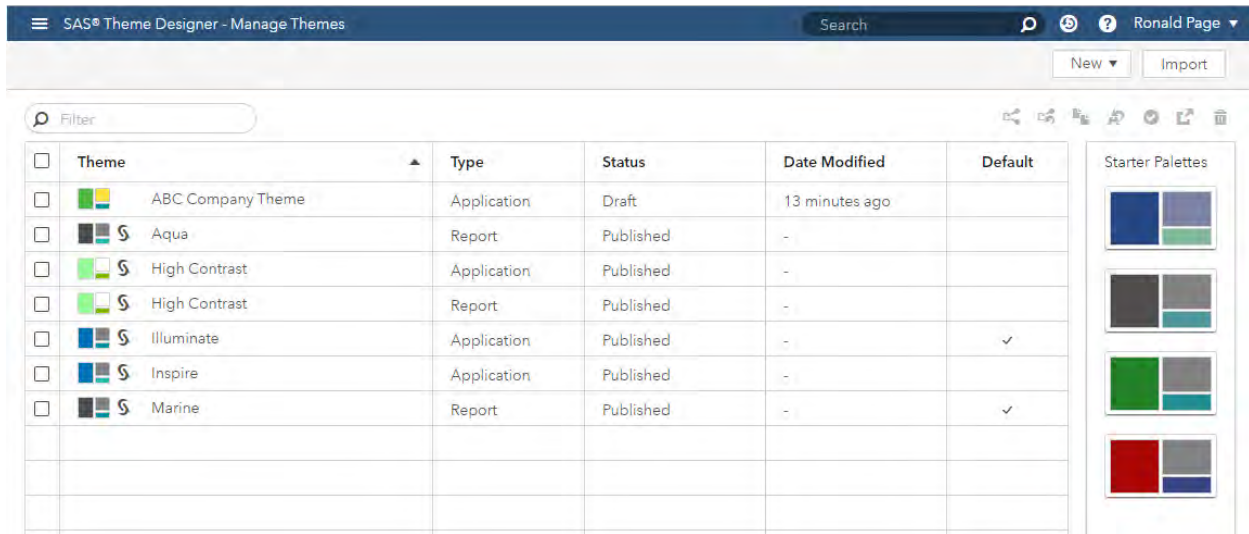 SAS® Theme Designer - Manage Themes Search Ronald Page
New Import
Filter
Theme Type Status Date Modified Default Starter Palettes
ABC Company Theme Application Draft 13 minutes ago
Aqua Report Published -
High Contrast Application Published -
High Contrast Report Published -
Illuminate Application Published -
Inspire Application Published -
Marine Report Published -